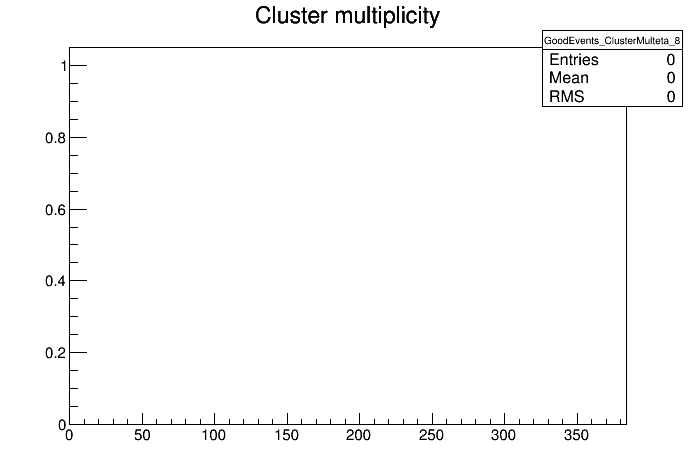 Cluster multiplicity
GoodEvents_ClusterMulteta_8
Entries 0
Mean 0
RMS 0
1
0.8
0.6
0.4
0.2
0
0 50 100 150 200 250 300 350